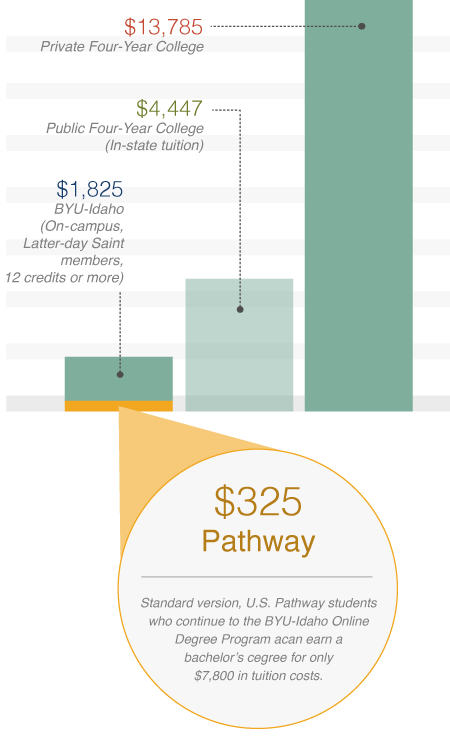 $13,785
Private Four-Year College
$4,447
Public Four-Year College
(In-state tuition)
$1,825
BYU-Idaho
(On-campus,
Latter-day Saint
members,
12 credits or more)
$325
Pathway
Standard version, U.S. Pathway students
who continue to the BYU-Idaho Online
Degree Program acan earn a
bachelor's cegree for only
$7,800 in tuition costs.